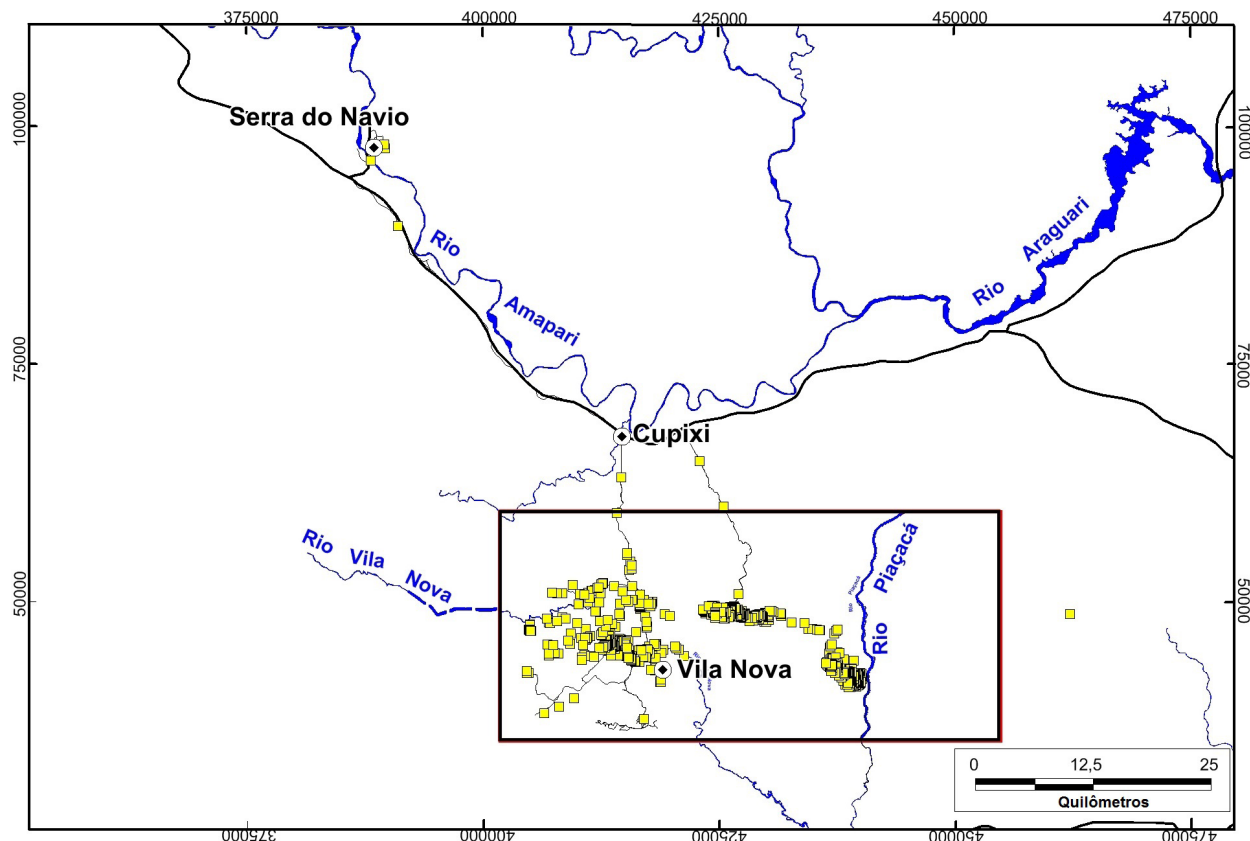 375000 400000 425000 450000 475000
100000
100000
Serra do Navio
Rio
Amapari
Rio
Araguari
75000
75000
Cupixi
Rio Vila Nova
Rio Piaçacá
Rio Piaçacá
50000
50000
Vila Nova
0 12,5 25
Quilômetros
375000 400000 425000 450000 475000